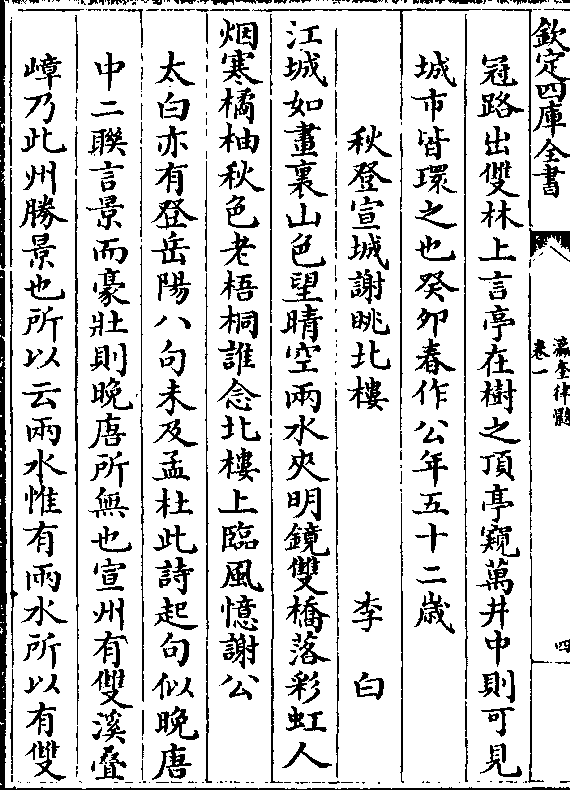 欽定四庫全書
瀛奎律髓
卷一
四
冠路出雙林上言亭在樹之頂亭窺萬井中則可見
城市皆環之也癸卯春作公年五十二歳
秋登宣城謝眺北樓 李白
江城如畫裏山色望晴空兩水夾明鏡雙橋落彩虹人
烟寒橘柚秋色老梧桐誰念北樓上臨風憶謝公
太白亦有登岳陽八句未及孟杜此詩起句似晚唐
中二聯言景而豪壯則晚唐所無也宣州有雙溪疊
嶂乃此州勝景也所以云兩水惟有兩水所以有雙